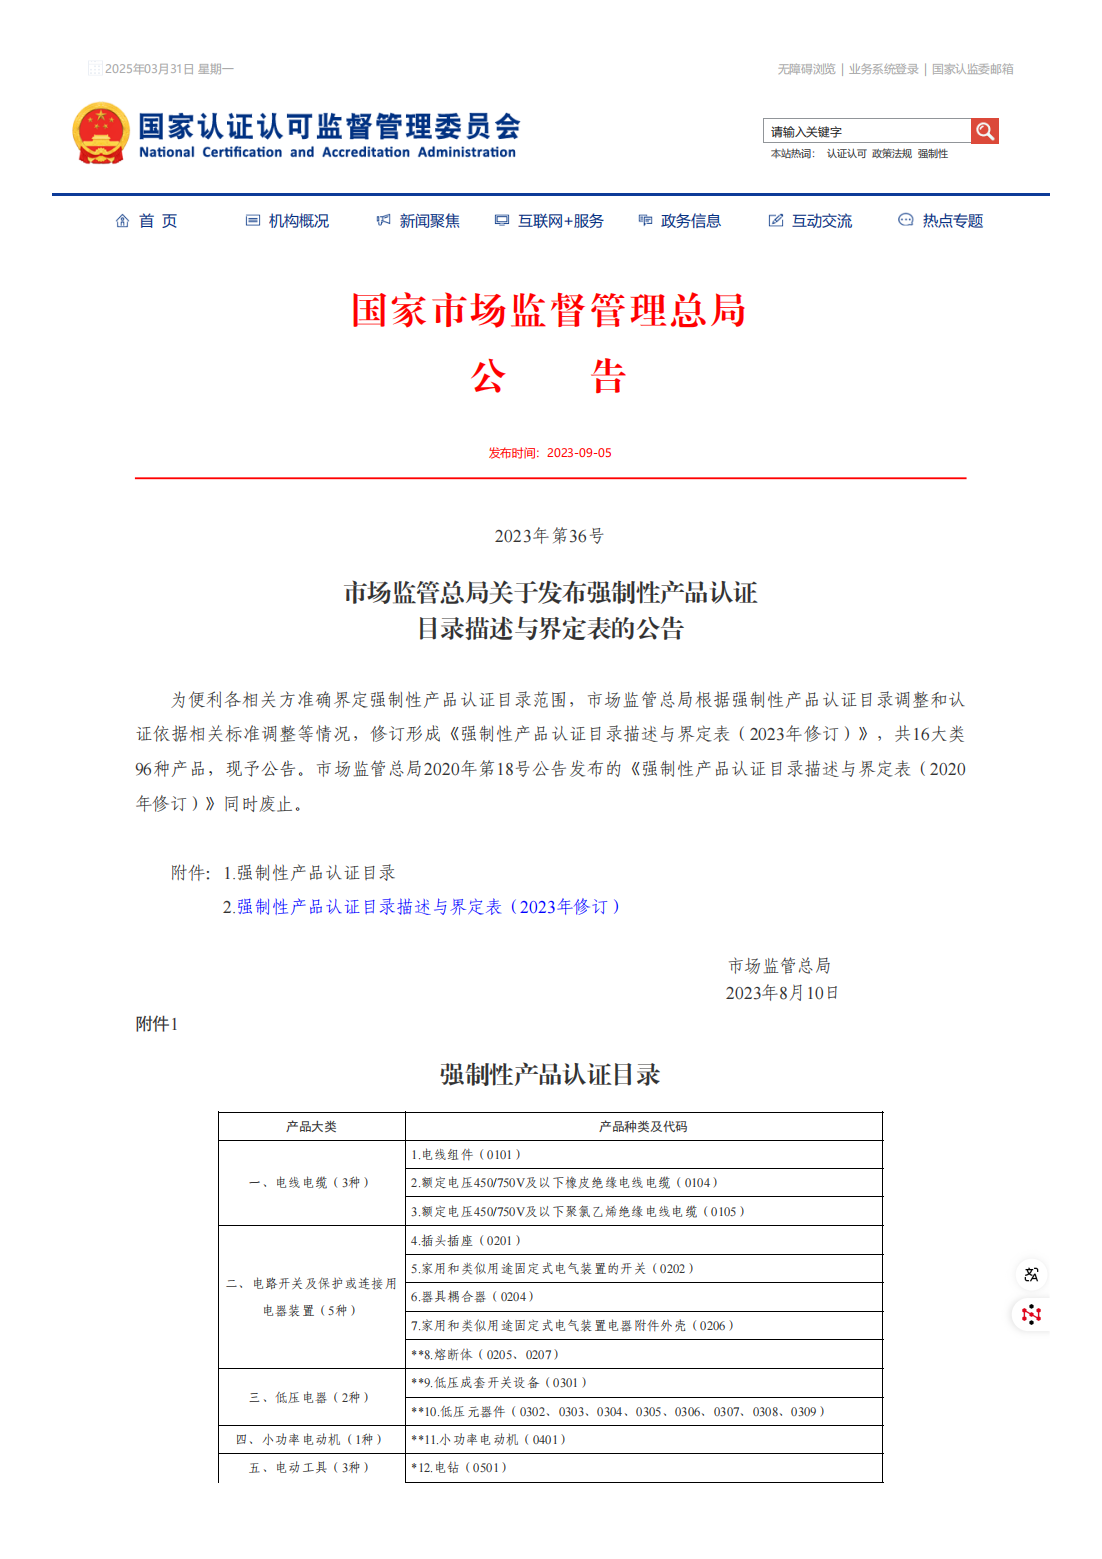 2025年03月31日 星期一
无障碍浏览 | 业务系统登录 | 国家认监委邮箱
国家认证认可监督管理委员会
National Certification and Accreditation Administration
请输入关键字
本站热词： 认证认可 政策法规 强制性
首 页 机构概况 新闻聚焦 互联网+服务 政务信息 互动交流 热点专题
国家市场监督管理总局
公 告
发布时间：2023-09-05
2023年第36号
市场监管总局关于发布强制性产品认证
目录描述与界定表的公告
为便利各相关方准确界定强制性产品认证目录范围，市场监管总局根据强制性产品认证目录调整和认
证依据相关标准调整等情况，修订形成《强制性产品认证目录描述与界定表（2023年修订）》，共16大类
96种产品，现予公告。市场监管总局2020年第18号公告发布的《强制性产品认证目录描述与界定表（2020
年修订）》同时废止。
附件：1.强制性产品认证目录
2.强制性产品认证目录描述与界定表（2023年修订）
市场监管总局
2023年8月10日
附件1
强制性产品认证目录
产品大类 产品种类及代码
一、电线电缆（3种）
1.电线组件（0101）
2.额定电压450/750V及以下橡皮绝缘电线电缆（0104）
3.额定电压450/750V及以下聚氯乙烯绝缘电线电缆（0105）
二、电路开关及保护或连接用
电器装置（5种）
4.插头插座（0201）
5.家用和类似用途固定式电气装置的开关（0202）
6.器具耦合器（0204）
7.家用和类似用途固定式电气装置电器附件外壳（0206）
**8.熔断体（0205、0207）
三、低压电器（2种）
**9.低压成套开关设备（0301）
**10.低压元器件（0302、0303、0304、0305、0306、0307、0308、0309）
四、小功率电动机（1种） **11.小功率电动机（0401）
五、电动工具（3种） *12.电钻（0501）